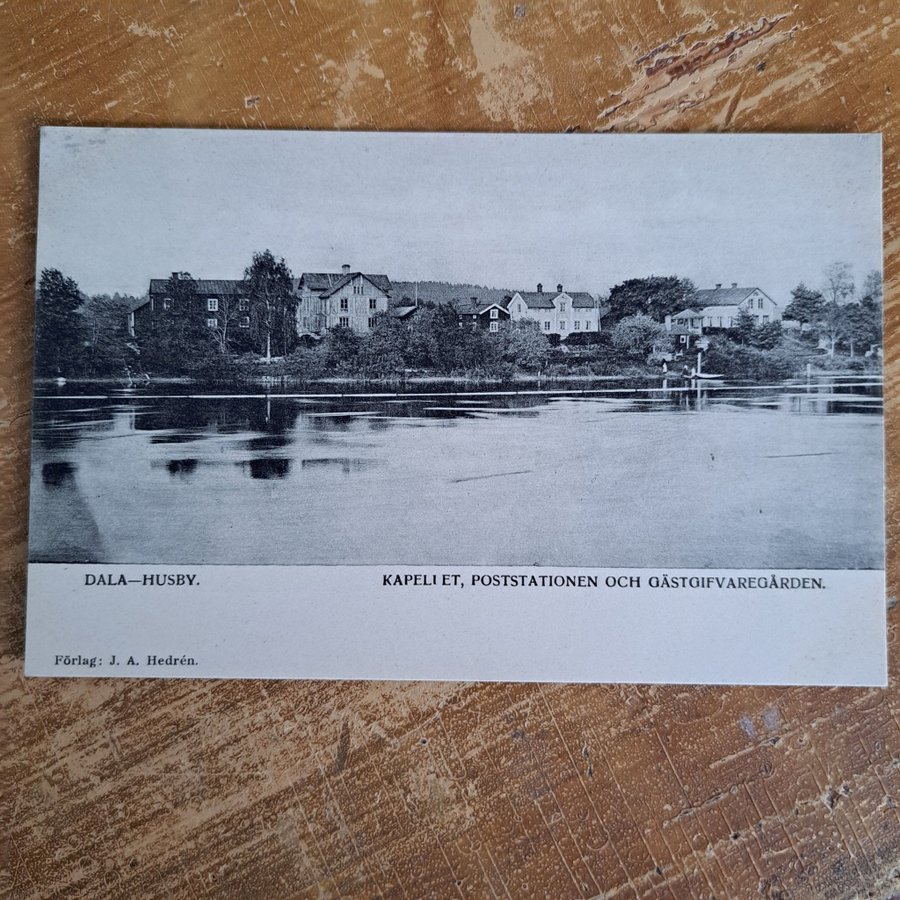 DALA—HUSBY.
KAPELLET, POSTSTATIONEN OCH GÄSTGIFVAREGÅRDEN.
Förlag: J. A. Hedrén.